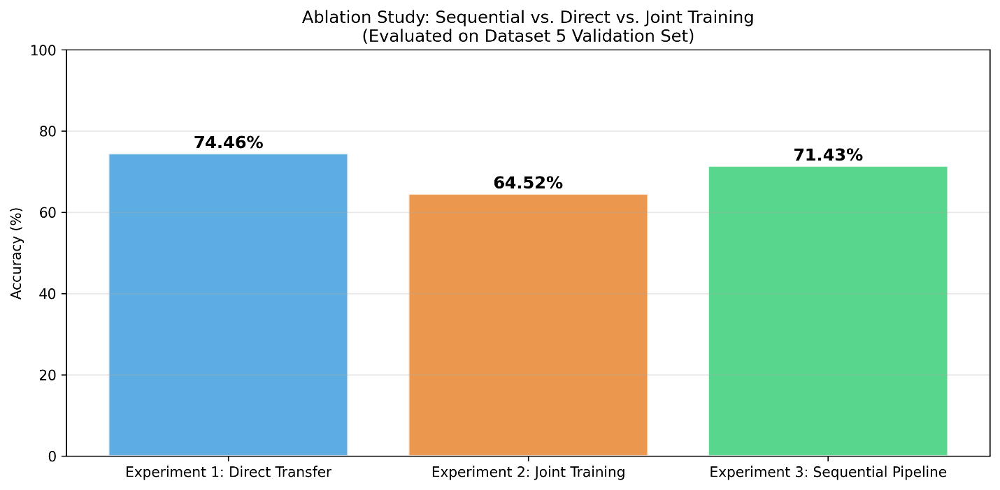 Ablation Study: Sequential vs. Direct vs. Joint Training
(Evaluated on Dataset 5 Validation Set)
100
80
60
40
20
0
Accuracy (%)
74.46%
64.52%
71.43%
Experiment 1: Direct Transfer
Experiment 2: Joint Training
Experiment 3: Sequential Pipeline